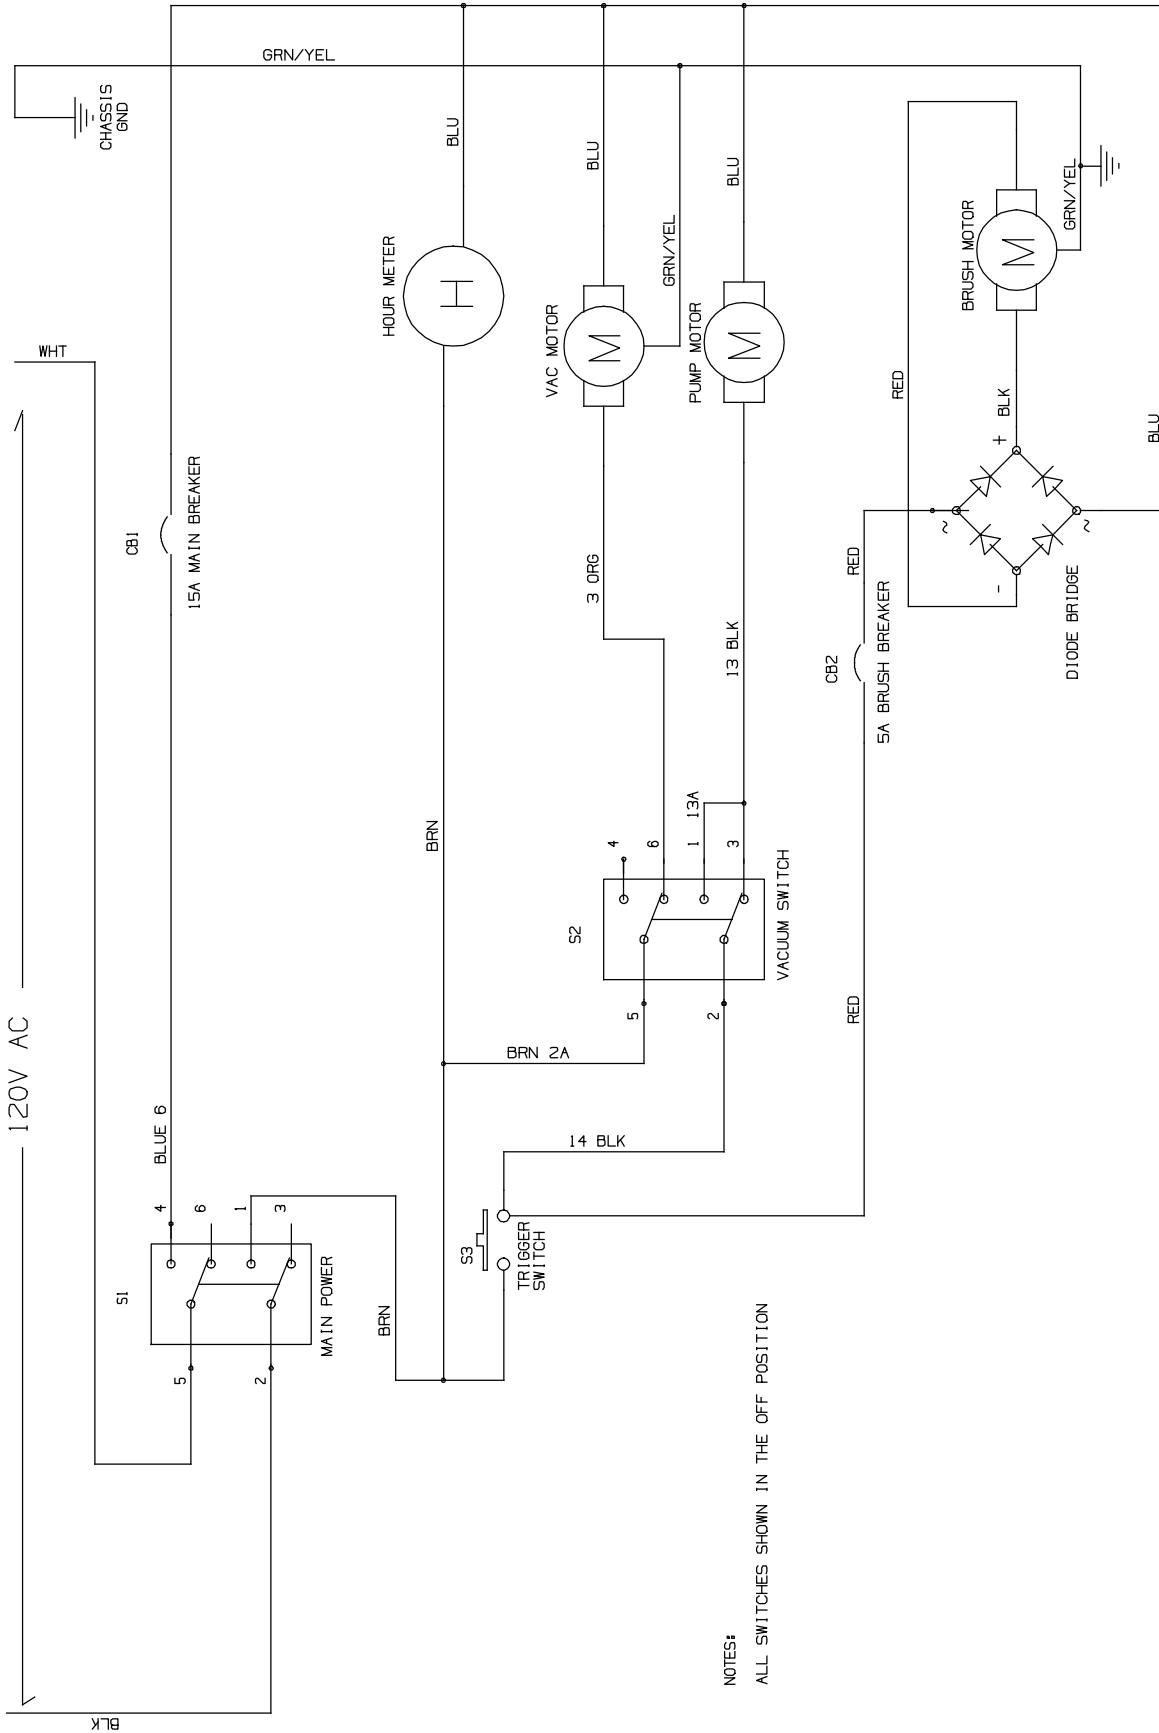 120V AC
BLK
WHT
GRN/YEL
CHASSIS
GND
CB1
15A MAIN BREAKER
BLUE 6
S1
4
6
1
3
5
2
MAIN POWER
BRN
BRN
HOUR METER
H
BLU
VAC MOTOR
M
BLU
GRN/YEL
3 ORG
PUMP MOTOR
M
BLU
13 BLK
13A
S2
4
6
1
3
5
2
VACUUM SWITCH
BRN 2A
14 BLK
S3
TRIGGER
SWITCH
RED
CB2
5A BRUSH BREAKER
RED
RED
BRUSH MOTOR
M
GRN/YEL
BLK
+
-
~
~
DIODE BRIDGE
BLU
NOTES:
ALL SWITCHES SHOWN IN THE OFF POSITION